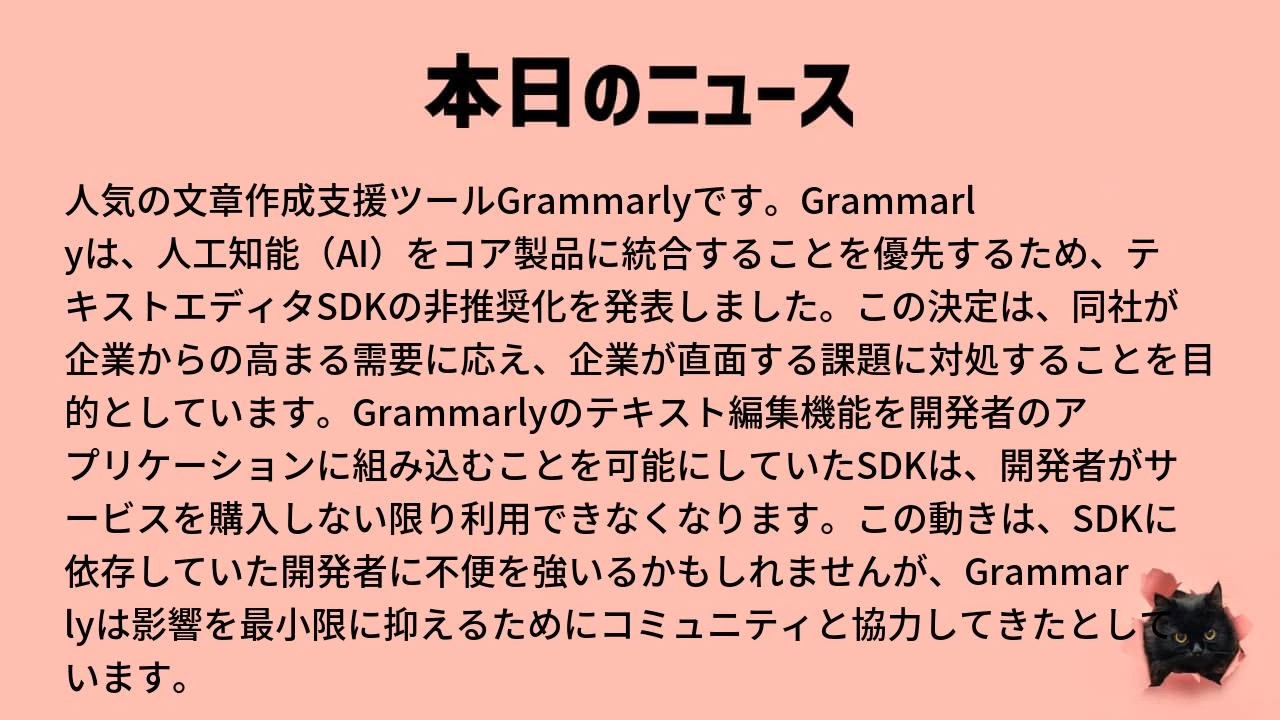 本日のニュース
人気の文章作成支援ツールGrammarlyです。Grammarl
yは、人工知能（AI）をコア製品に統合することを優先するため、テ
キストエディタSDKの非推奨化を発表しました。この決定は、同社が
企業からの高まる需要に応え、企業が直面する課題に対処することを目
的としています。Grammarlyのテキスト編集機能を開発者のア
プリケーションに組み込むことを可能にしていたSDKは、開発者がサ
ービスを購入しない限り利用できなくなります。この動きは、SDKに
依存していた開発者に不便を強いるかもしれませんが、Grammar
lyは影響を最小限に抑えるためにコミュニティと協力してきたとして
います。